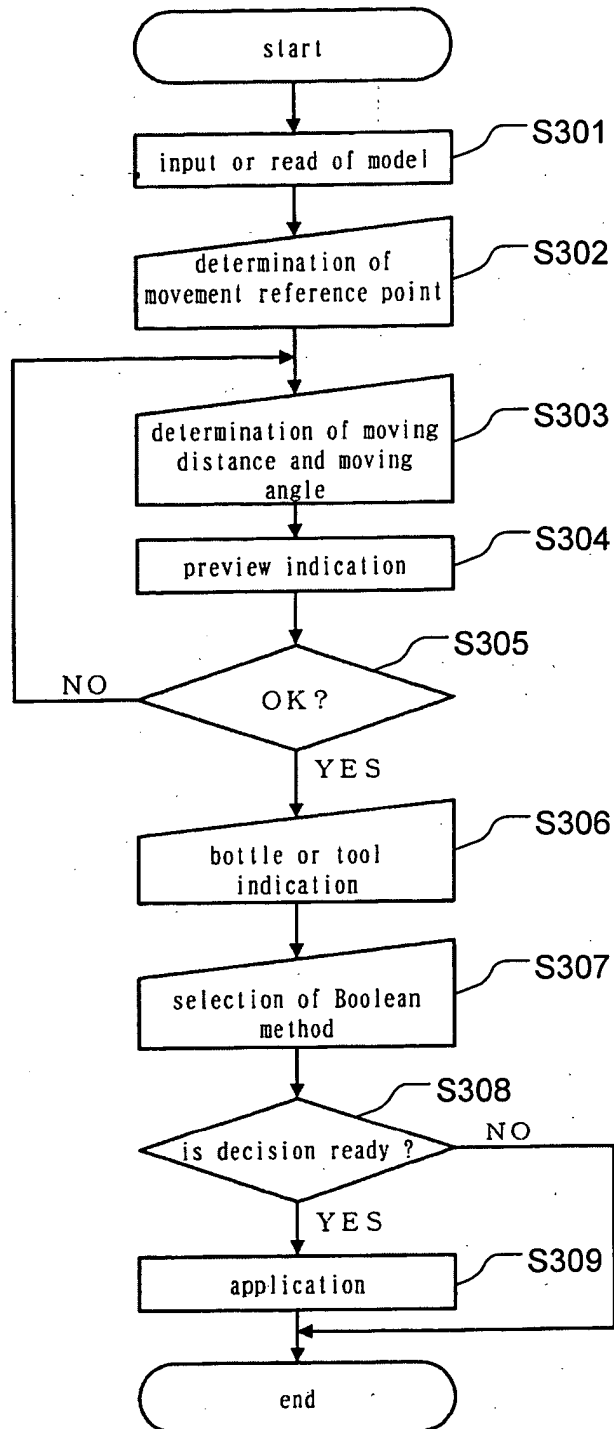 start
S301
input or read of model
S302
determination of
movement reference point
S303
determination of moving
distance and moving
angle
S304
preview indication
S305
NO
OK?
YES
S306
bottle or tool
indication
S307
selection of Boolean
method
S308
NO
is decision ready ?
YES
S309
application
end